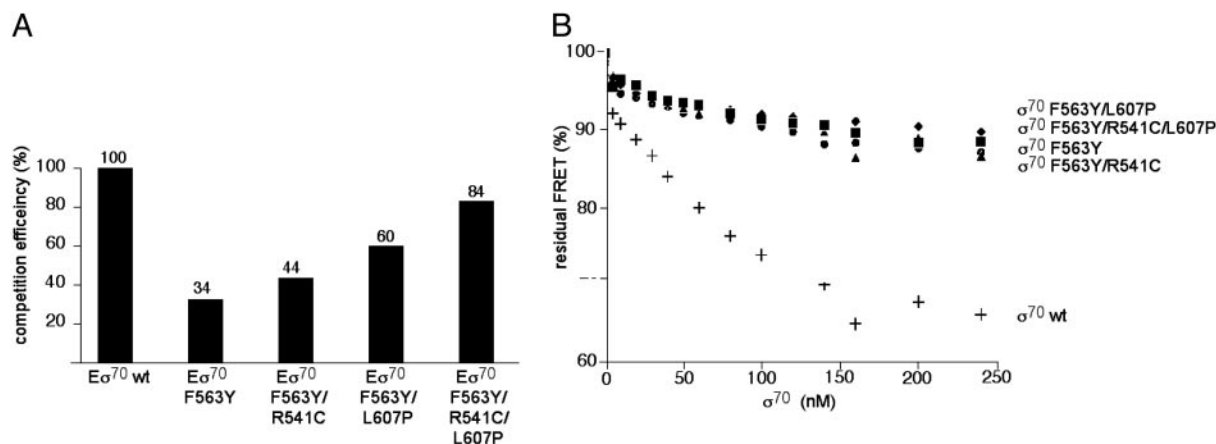 A
competition efficeincy (%)
100
80
60
40
20
100
34
44
60
84
Eσ⁷⁰ wt
Eσ⁷⁰
F563Y
Eσ⁷⁰
F563Y/
R541C
Eσ⁷⁰
F563Y/
L607P
Eσ⁷⁰
F563Y/
R541C/
L607P
B
residual FRET (%)
100
90
80
60
0
50
100
150
200
250
σ⁷⁰ (nM)
σ⁷⁰ F563Y/L607P
σ⁷⁰ F563Y/R541C/L607P
σ⁷⁰ F563Y
σ⁷⁰ F563Y/R541C
σ⁷⁰ wt